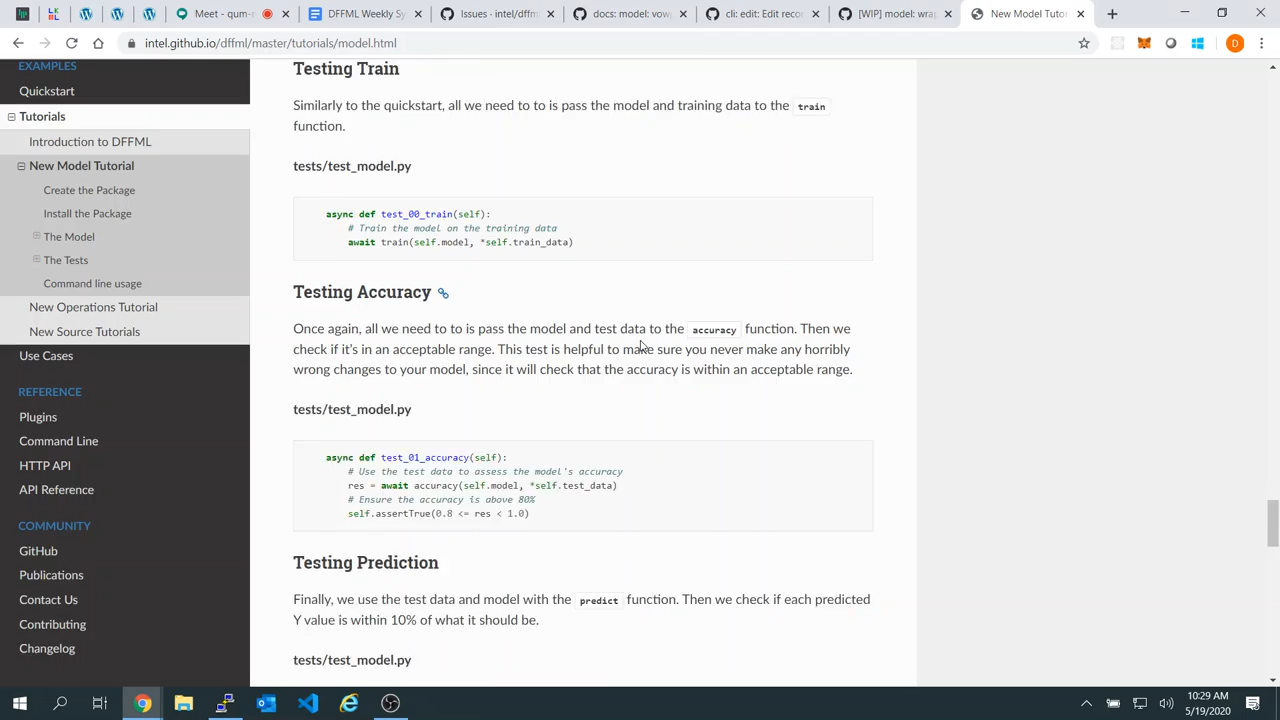 Meet - qum-n
DFFML Weekly Sy
Issues · intel/dffm
docs: model: vow
cli: edit: Edit reco
[WIP] model: wra
New Model Tutor
intel.github.io/dffml/master/tutorials/model.html
D
EXAMPLES
Quickstart
Tutorials
Introduction to DFFML
New Model Tutorial
Create the Package
Install the Package
The Model
The Tests
Command line usage
New Operations Tutorial
New Source Tutorials
Use Cases
REFERENCE
Plugins
Command Line
HTTP API
API Reference
COMMUNITY
GitHub
Publications
Contact Us
Contributing
Changelog
Testing Train
Similarly to the quickstart, all we need to to is pass the model and training data to the train
function.
tests/test_model.py
async def test_00_train(self):
# Train the model on the training data
await train(self.model, *self.train_data)
Testing Accuracy
Once again, all we need to to is pass the model and test data to the accuracy function. Then we
check if it's in an acceptable range. This test is helpful to make sure you never make any horribly
wrong changes to your model, since it will check that the accuracy is within an acceptable range.
tests/test_model.py
async def test_01_accuracy(self):
# Use the test data to assess the model's accuracy
res = await accuracy(self.model, *self.test_data)
# Ensure the accuracy is above 80%
self.assertTrue(0.8 <= res < 1.0)
Testing Prediction
Finally, we use the test data and model with the predict function. Then we check if each predicted
Y value is within 10% of what it should be.
tests/test_model.py
10:29 AM
5/19/2020